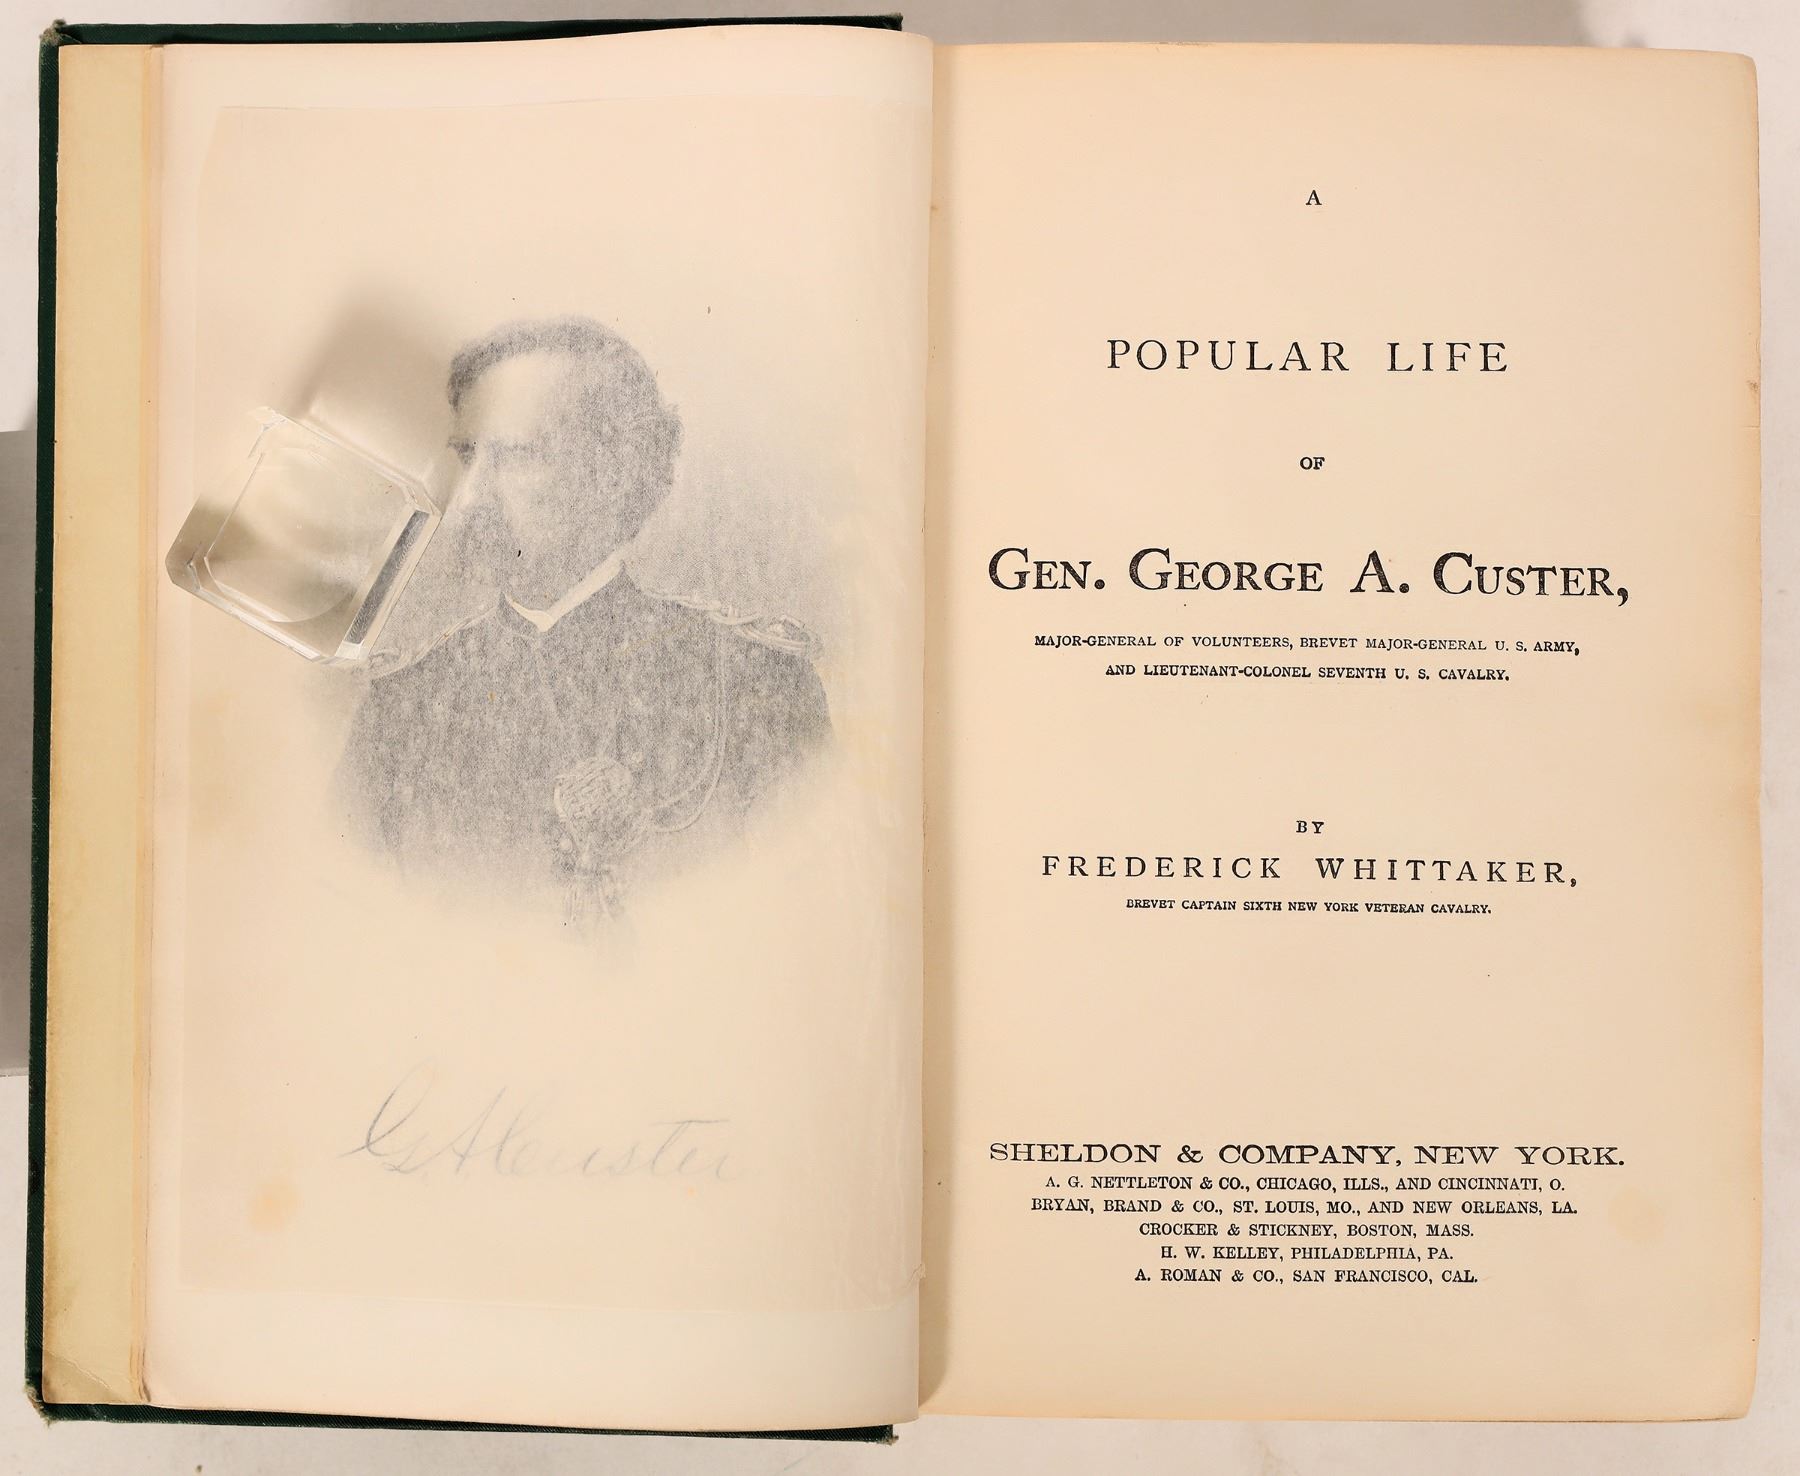 G A Custer
A
POPULAR LIFE
OF
GEN. GEORGE A. CUSTER,
MAJOR-GENERAL OF VOLUNTEERS, BREVET MAJOR-GENERAL U. S. ARMY,
AND LIEUTENANT-COLONEL SEVENTH U. S. CAVALRY.
BY
FREDERICK WHITTAKER,
BREVET CAPTAIN SIXTH NEW YORK VETERAN CAVALRY.
SHELDON & COMPANY, NEW YORK.
A. G. NETTLETON & CO., CHICAGO, ILLS., AND CINCINNATI, O.
BRYAN, BRAND & CO., ST. LOUIS, MO., AND NEW ORLEANS, LA.
CROCKER & STICKNEY, BOSTON, MASS.
H. W. KELLEY, PHILADELPHIA, PA.
A. ROMAN & CO., SAN FRANCISCO, CAL.